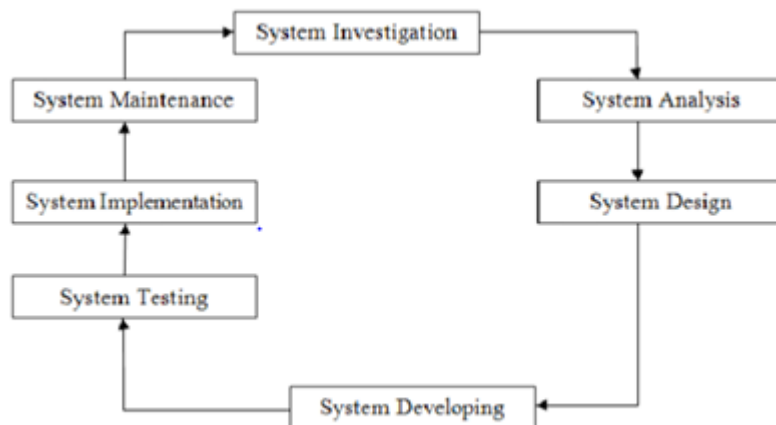 System Investigation
System Maintenance
System Analysis
System Implementation
System Design
System Testing
System Developing